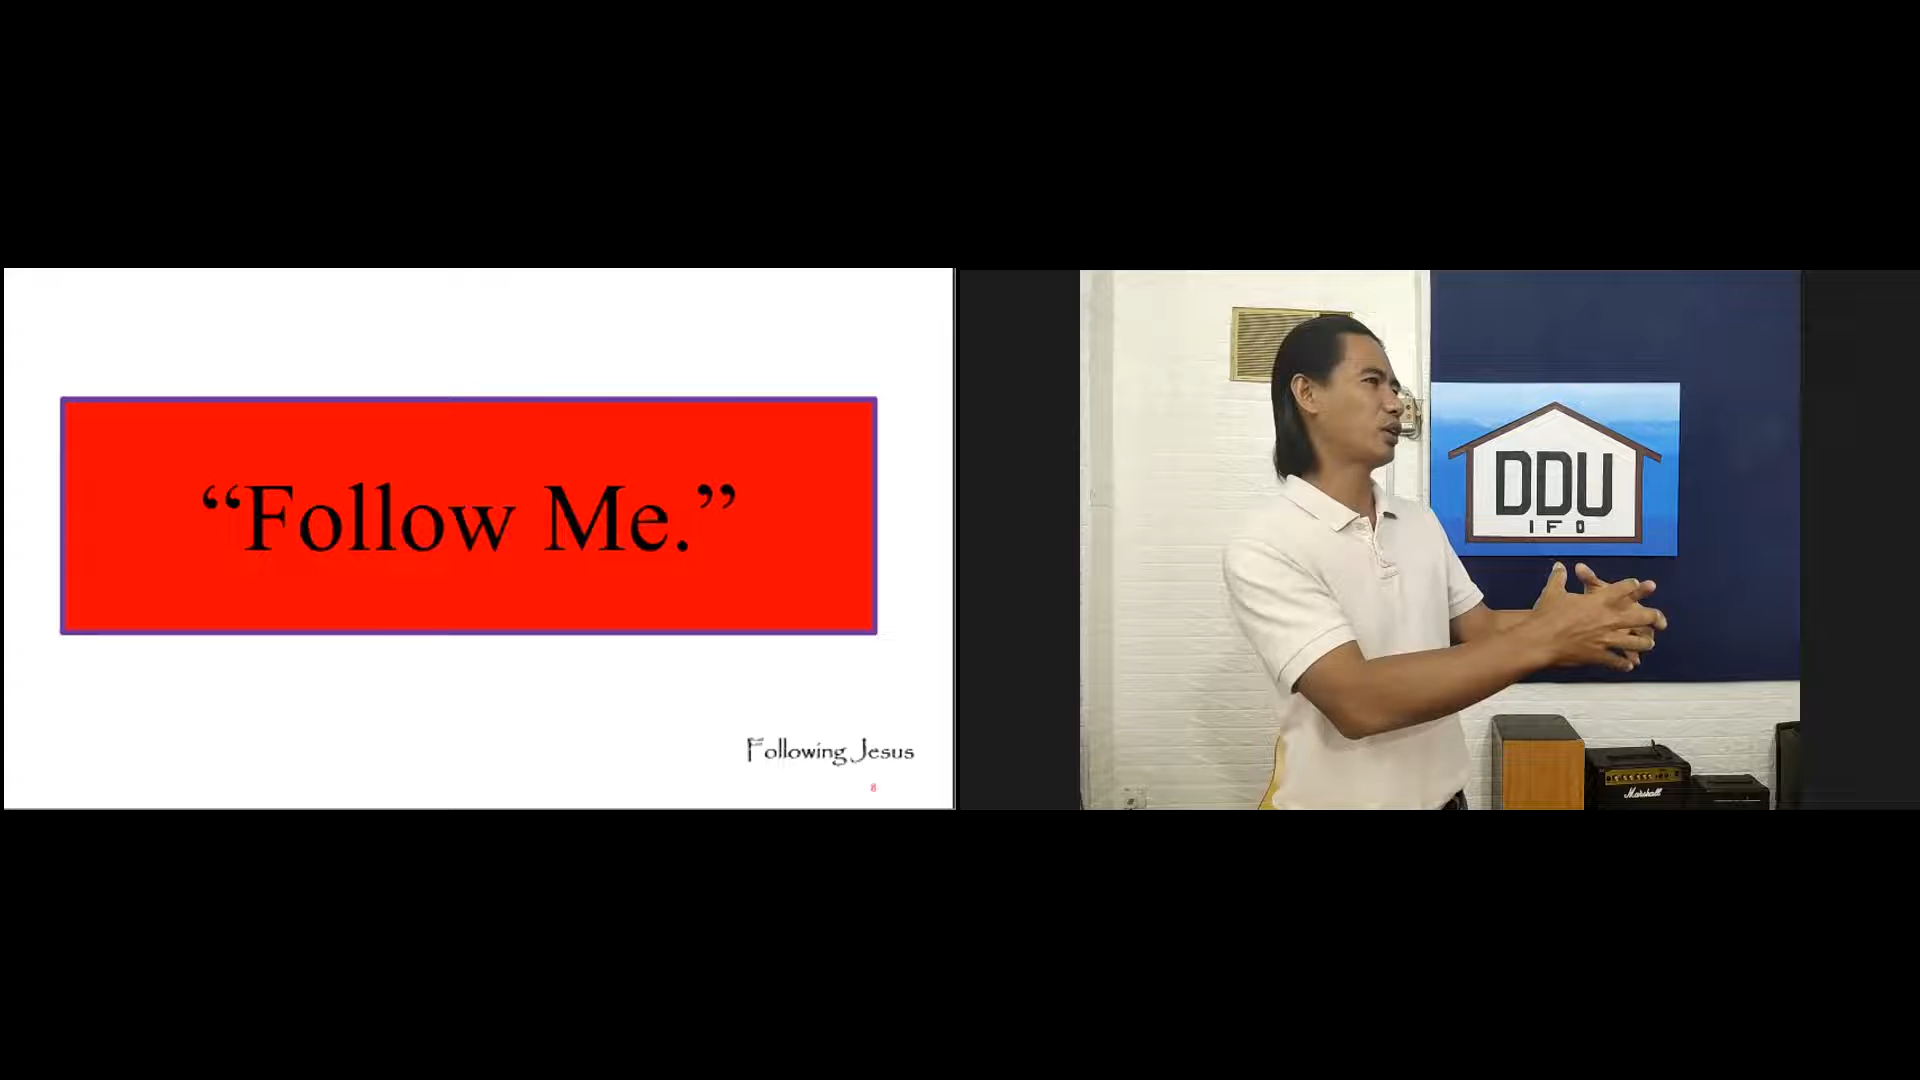 “Follow Me.”
Following Jesus
8
DDU
IFO
Marshall